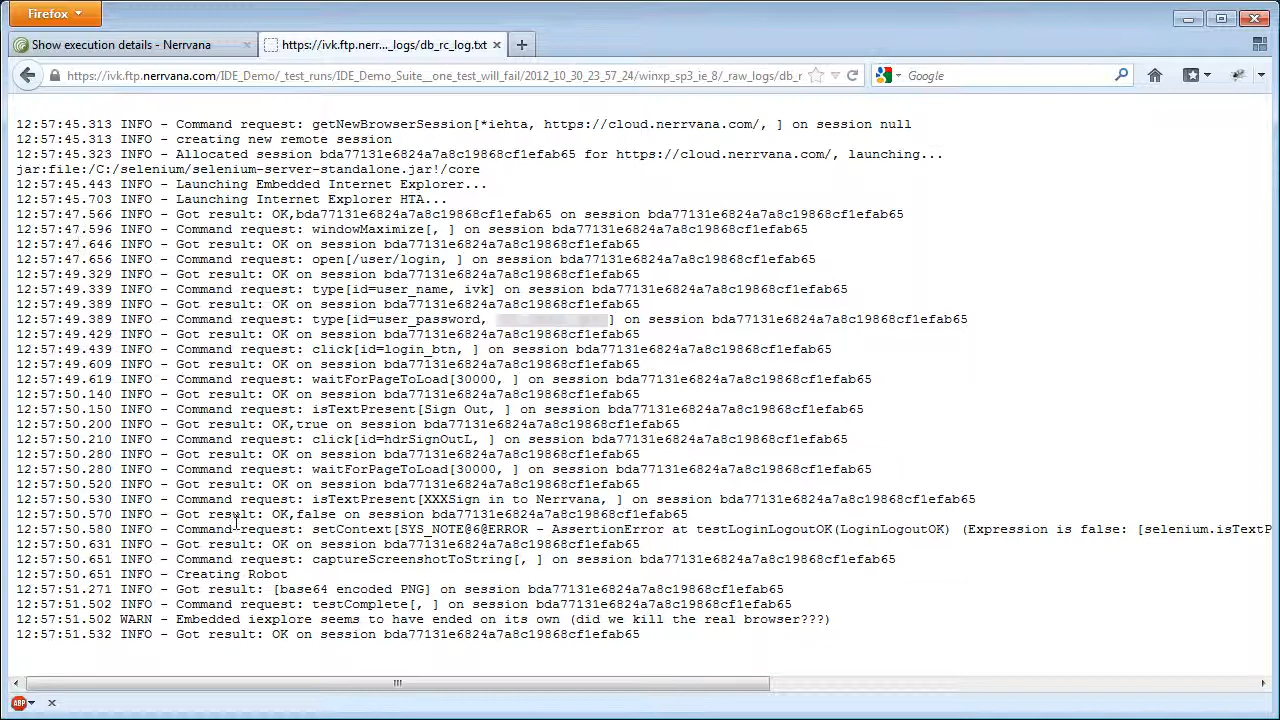 Firefox
Show execution details - Nerrvana
https://ivk.ftp.nerr..._logs/db_rc_log.txt
https://ivk.ftp.nerrvana.com/IDE_Demo/_test_runs/IDE_Demo_Suite__one_test_will_fail/2012_10_30_23_57_24/winxp_sp3_ie_8/_nrv_logs/db_r
Google
12:57:45.313 INFO - Command request: getNewBrowserSession[*iehta, https://cloud.nerrvana.com/, ] on session null
12:57:45.313 INFO - creating new remote session
12:57:45.323 INFO - Allocated session bda77131e6824a7a8c19868cf1efab65 for https://cloud.nerrvana.com/, launching...
jar:file:/C:/selenium/selenium-server-standalone.jar!/core
12:57:45.443 INFO - Launching Embedded Internet Explorer...
12:57:45.703 INFO - Launching Internet Explorer HTA...
12:57:47.566 INFO - Got result: OK,bda77131e6824a7a8c19868cf1efab65 on session bda77131e6824a7a8c19868cf1efab65
12:57:47.596 INFO - Command request: windowMaximize[, ] on session bda77131e6824a7a8c19868cf1efab65
12:57:47.646 INFO - Got result: OK on session bda77131e6824a7a8c19868cf1efab65
12:57:47.656 INFO - Command request: open[/user/login, ] on session bda77131e6824a7a8c19868cf1efab65
12:57:49.329 INFO - Got result: OK on session bda77131e6824a7a8c19868cf1efab65
12:57:49.339 INFO - Command request: type[id=user_name, ivk] on session bda77131e6824a7a8c19868cf1efab65
12:57:49.389 INFO - Got result: OK on session bda77131e6824a7a8c19868cf1efab65
12:57:49.389 INFO - Command request: type[id=user_password, ] on session bda77131e6824a7a8c19868cf1efab65
12:57:49.429 INFO - Got result: OK on session bda77131e6824a7a8c19868cf1efab65
12:57:49.439 INFO - Command request: click[id=login_btn, ] on session bda77131e6824a7a8c19868cf1efab65
12:57:49.609 INFO - Got result: OK on session bda77131e6824a7a8c19868cf1efab65
12:57:49.619 INFO - Command request: waitForPageToLoad[30000, ] on session bda77131e6824a7a8c19868cf1efab65
12:57:50.140 INFO - Got result: OK on session bda77131e6824a7a8c19868cf1efab65
12:57:50.150 INFO - Command request: isTextPresent[Sign Out, ] on session bda77131e6824a7a8c19868cf1efab65
12:57:50.200 INFO - Got result: OK,true on session bda77131e6824a7a8c19868cf1efab65
12:57:50.210 INFO - Command request: click[id=hdrSignOutL, ] on session bda77131e6824a7a8c19868cf1efab65
12:57:50.280 INFO - Got result: OK on session bda77131e6824a7a8c19868cf1efab65
12:57:50.280 INFO - Command request: waitForPageToLoad[30000, ] on session bda77131e6824a7a8c19868cf1efab65
12:57:50.520 INFO - Got result: OK on session bda77131e6824a7a8c19868cf1efab65
12:57:50.530 INFO - Command request: isTextPresent[XXXSign in to Nerrvana, ] on session bda77131e6824a7a8c19868cf1efab65
12:57:50.570 INFO - Got result: OK,false on session bda77131e6824a7a8c19868cf1efab65
12:57:50.580 INFO - Command request: setContext[SYS_NOTE@6@ERROR - AssertionError at testLoginLogoutOK(LoginLogoutOK) (Expression is false: [selenium.isTextP
12:57:50.631 INFO - Got result: OK on session bda77131e6824a7a8c19868cf1efab65
12:57:50.651 INFO - Command request: captureScreenshotToString[, ] on session bda77131e6824a7a8c19868cf1efab65
12:57:50.651 INFO - Creating Robot
12:57:51.271 INFO - Got result: [base64 encoded PNG] on session bda77131e6824a7a8c19868cf1efab65
12:57:51.502 INFO - Command request: testComplete[, ] on session bda77131e6824a7a8c19868cf1efab65
12:57:51.502 WARN - Embedded iexplore seems to have ended on its own (did we kill the real browser???)
12:57:51.532 INFO - Got result: OK on session bda77131e6824a7a8c19868cf1efab65
ABP